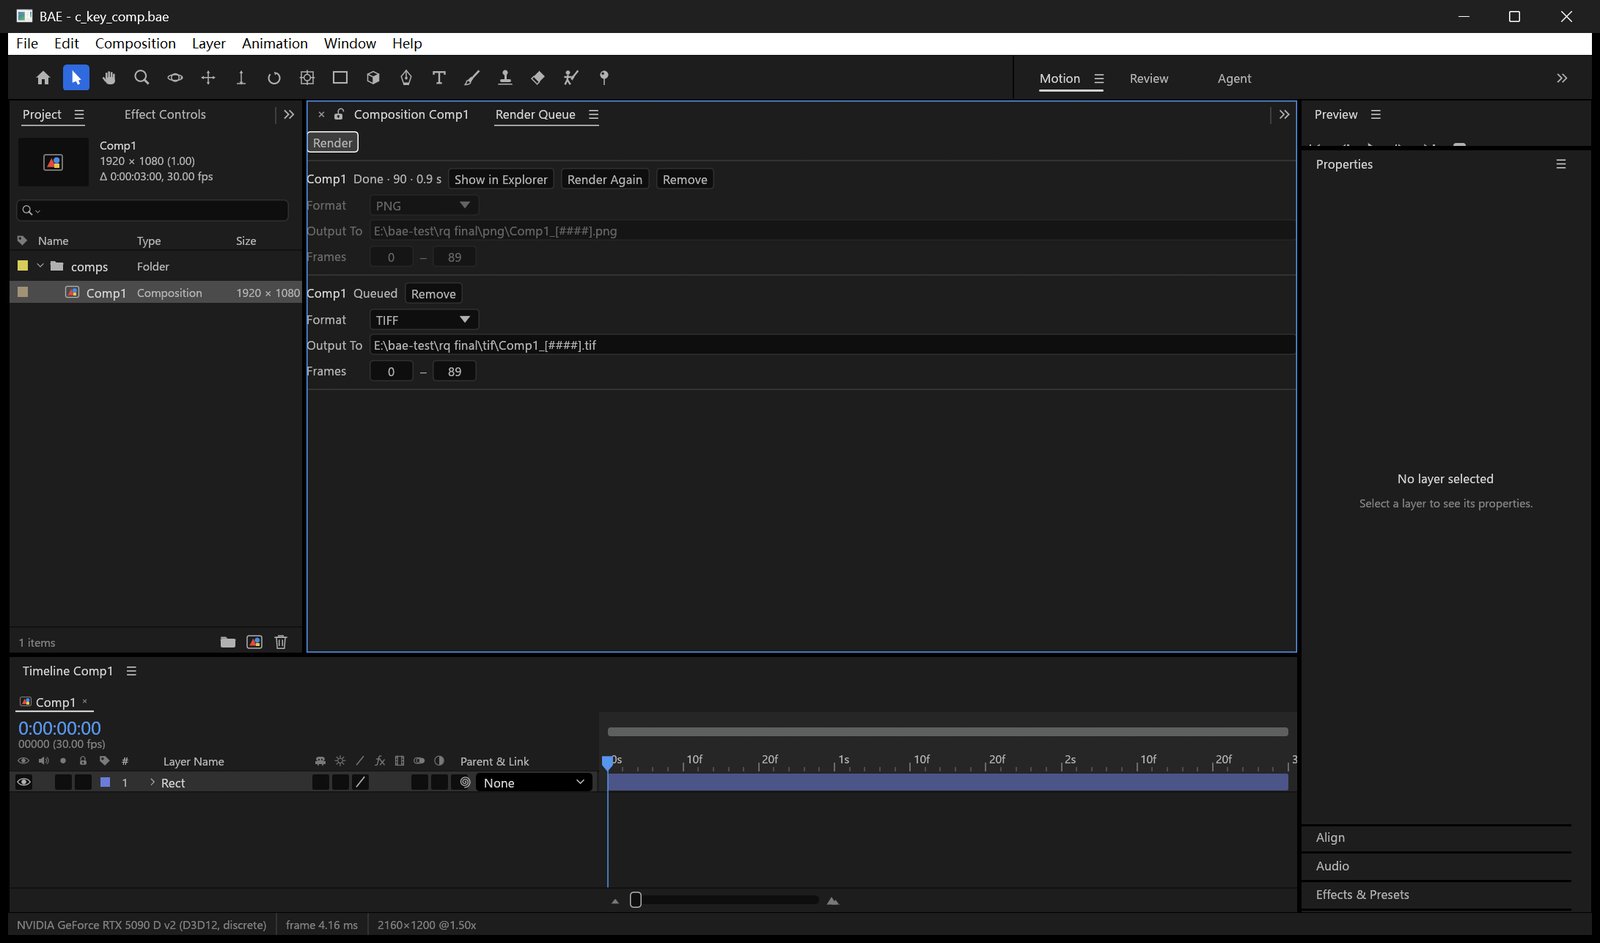 BAE - c_key_comp.bae
File Edit Composition Layer Animation Window Help
Motion Review Agent
Project Effect Controls
Comp1
1920 × 1080 (1.00)
Δ 0:00:03:00, 30.00 fps
Name Type Size
comps Folder
Comp1 Composition 1920 × 1080
1 items
Composition Comp1 Render Queue
Render
Comp1 Done · 90 · 0.9 s Show in Explorer Render Again Remove
Format PNG
Output To E:\bae-test\rq final\png\Comp1_[####].png
Frames 0 – 89
Comp1 Queued Remove
Format TIFF
Output To E:\bae-test\rq final\tif\Comp1_[####].tif
Frames 0 – 89
Preview
Properties
No layer selected
Select a layer to see its properties.
Align
Audio
Effects & Presets
Timeline Comp1
Comp1
0:00:00:00
00000 (30.00 fps)
# Layer Name fx Parent & Link
1 Rect None
0s 10f 20f 1s 10f 20f 2s 10f 20f 3
NVIDIA GeForce RTX 5090 D v2 (D3D12, discrete) frame 4.16 ms 2160×1200 @1.50x